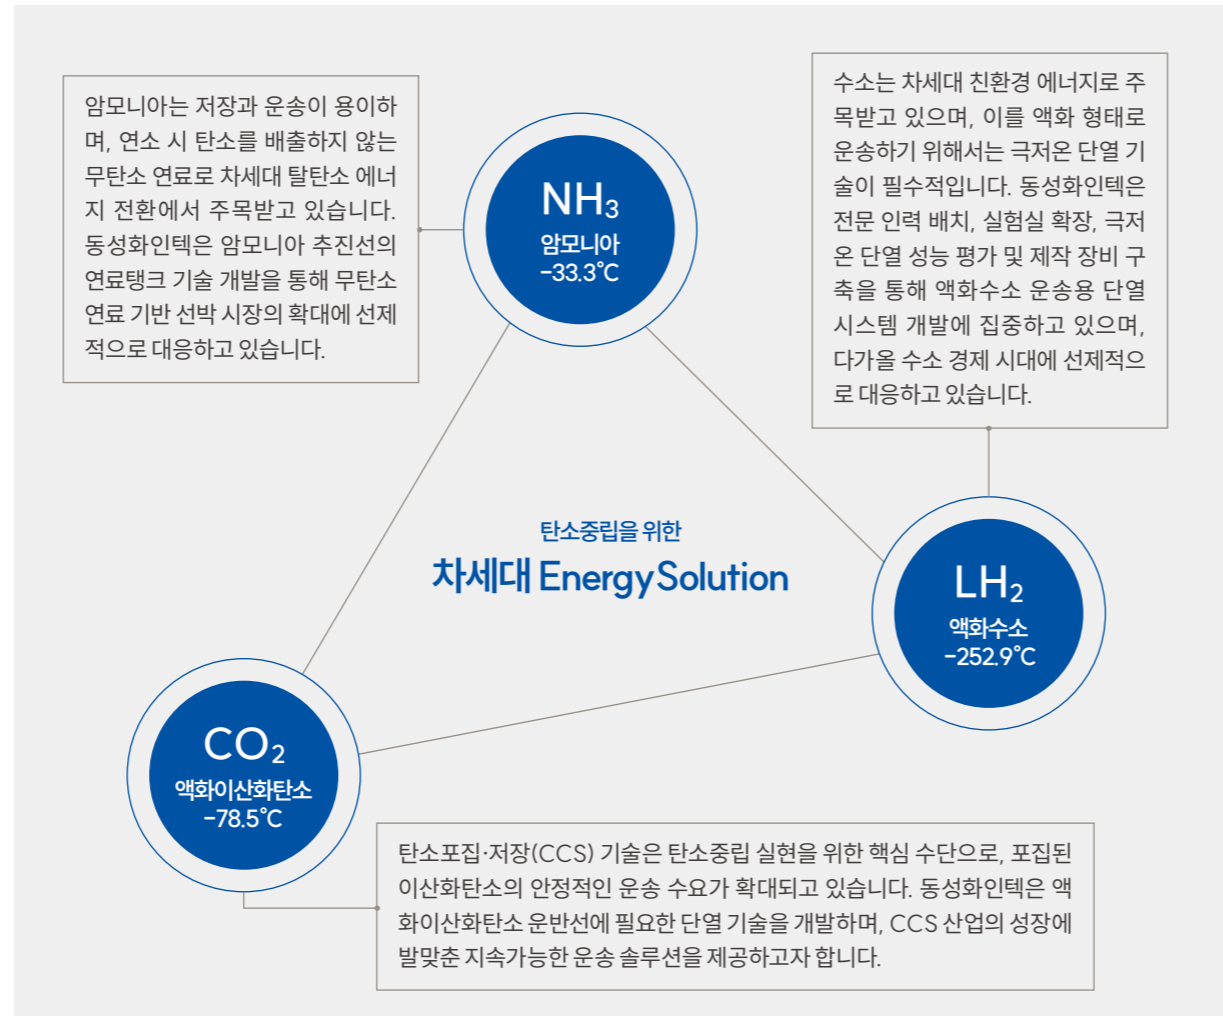 암모니아는 저장과 운송이 용이하
며, 연소 시 탄소를 배출하지 않는
무탄소 연료로 차세대 탈탄소 에너
지 전환에서 주목받고 있습니다.
동성화인텍은 암모니아 추진선의
연료탱크 기술 개발을 통해 무탄소
연료 기반 선박 시장의 확대에 선제
적으로 대응하고 있습니다.
NH₃
암모니아
-33.3°C
수소는 차세대 친환경 에너지로 주
목받고 있으며, 이를 액화 형태로
운송하기 위해서는 극저온 단열 기
술이 필수적입니다. 동성화인텍은
전문 인력 배치, 실험실 확장, 극저
온 단열 성능 평가 및 제작 장비 구
축을 통해 액화수소 운송용 단열
시스템 개발에 집중하고 있으며,
다가올 수소 경제 시대에 선제적으
로 대응하고 있습니다.
탄소중립을 위한
차세대 Energy Solution
LH₂
액화수소
-252.9°C
CO₂
액화이산화탄소
-78.5°C
탄소포집·저장(CCS) 기술은 탄소중립 실현을 위한 핵심 수단으로, 포집된
이산화탄소의 안정적인 운송 수요가 확대되고 있습니다. 동성화인텍은 액
화이산화탄소 운반선에 필요한 단열 기술을 개발하며, CCS 산업의 성장에
발맞춘 지속가능한 운송 솔루션을 제공하고자 합니다.